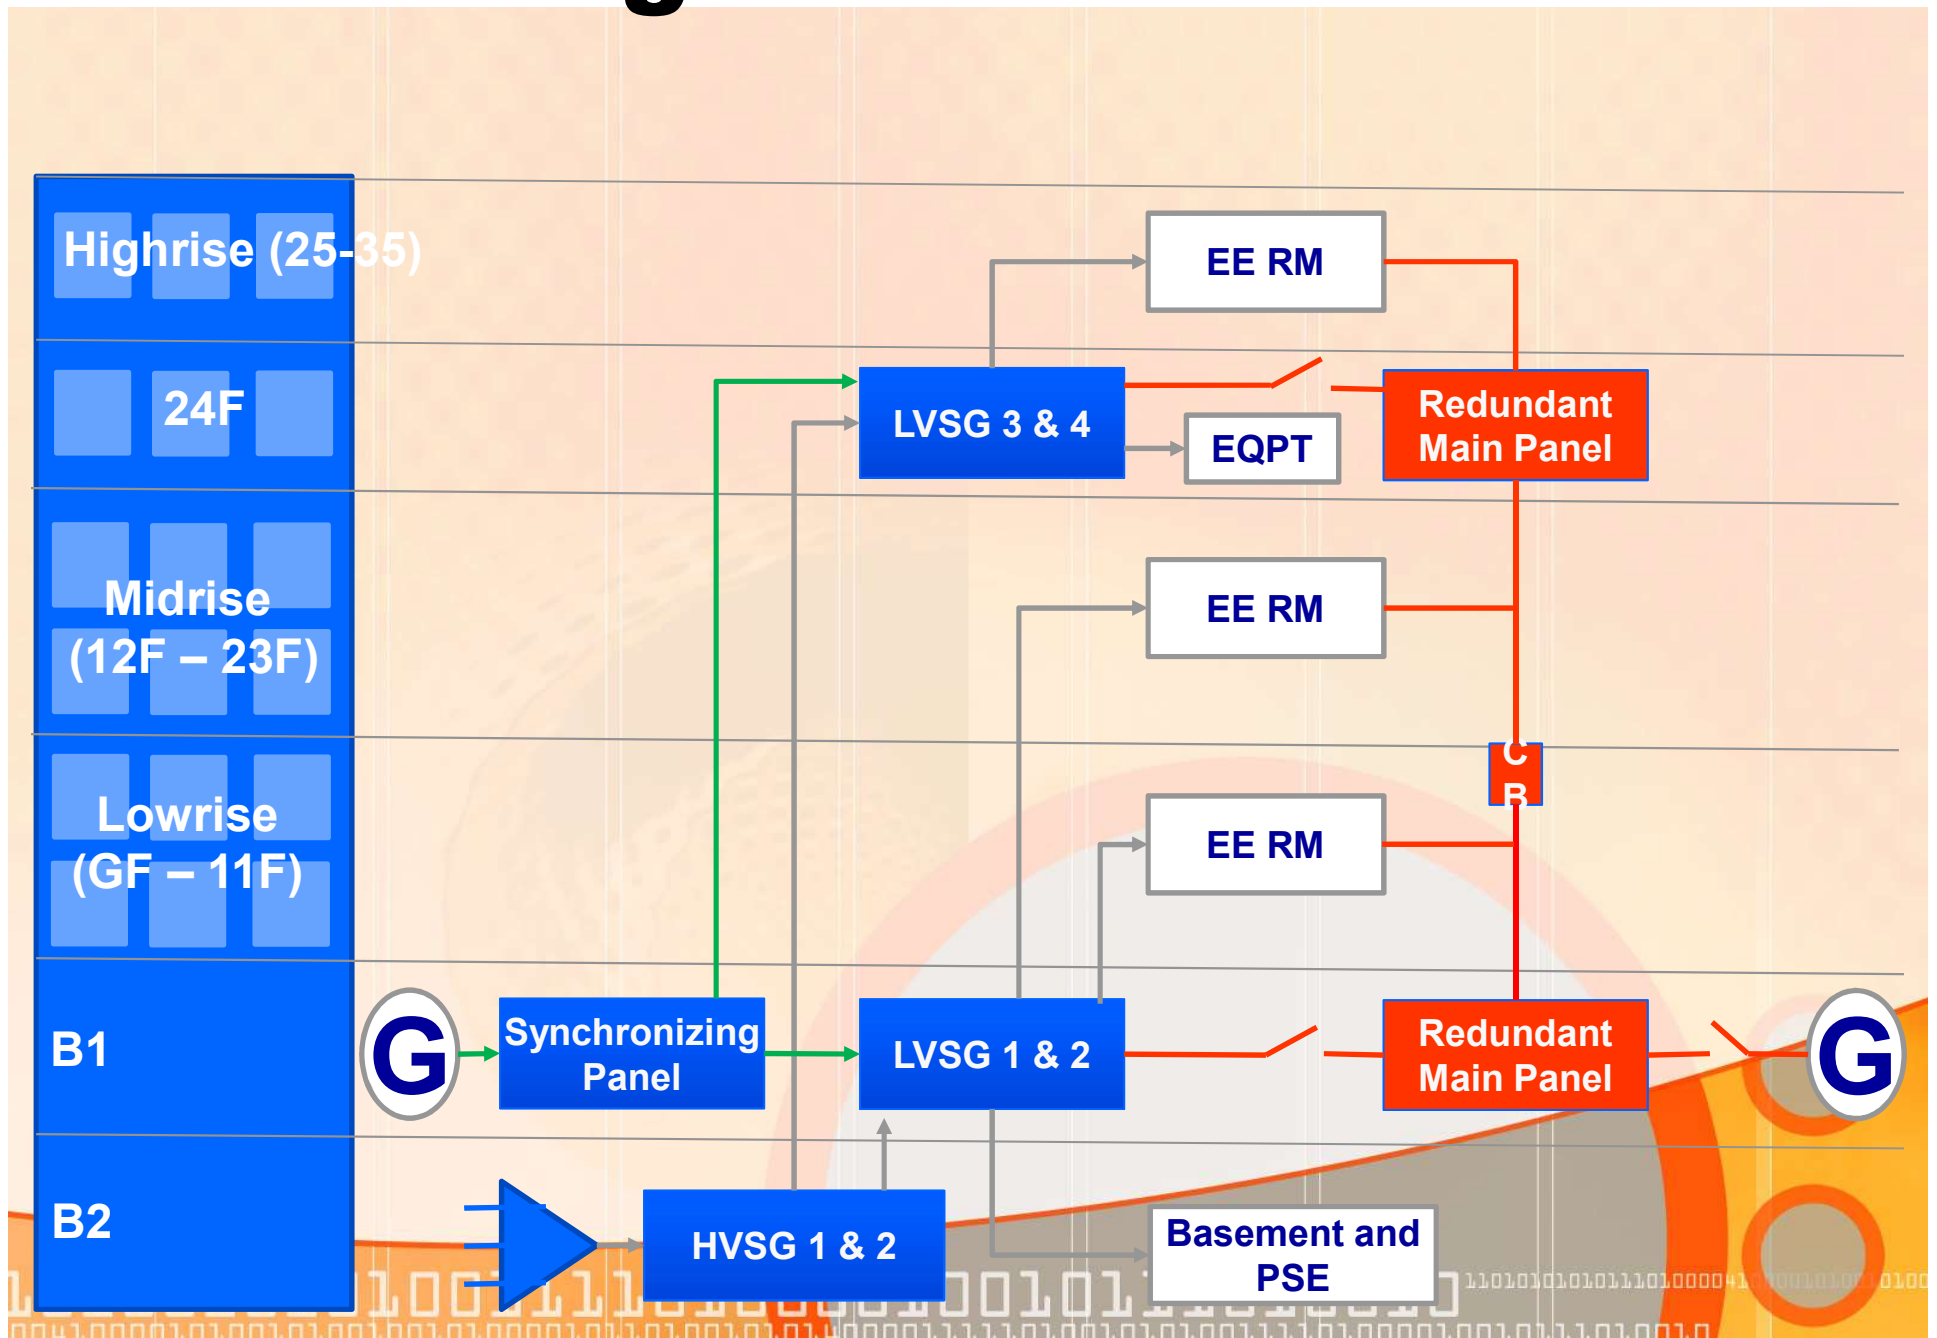 Highrise (25-35)
EE RM
24F
LVSG 3 & 4
EQPT
Redundant
Main Panel
Midrise
(12F – 23F)
EE RM
C
B
Lowrise
(GF – 11F)
EE RM
B1
G
Synchronizing
Panel
LVSG 1 & 2
Redundant
Main Panel
G
B2
HVSG 1 & 2
Basement and
PSE